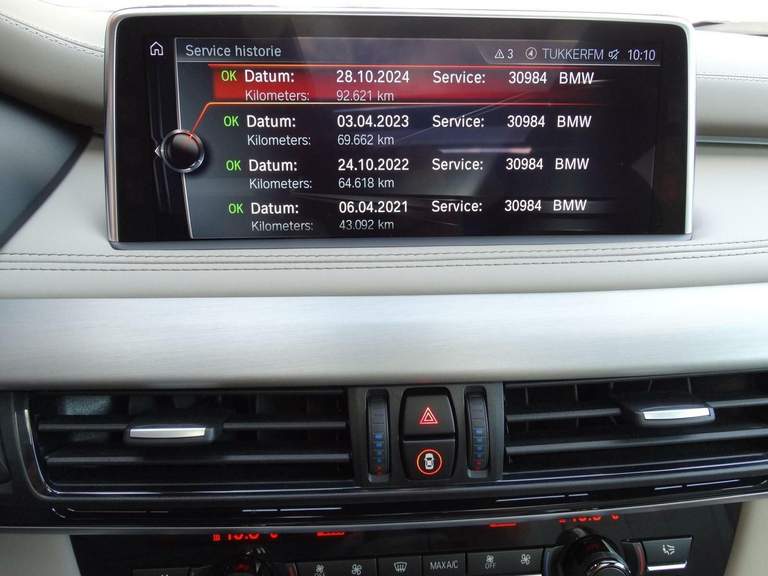 Service historie 3 TUKKERFM 10:10
OK Datum: 28.10.2024 Service: 30984 BMW
Kilometers: 92.621 km
OK Datum: 03.04.2023 Service: 30984 BMW
Kilometers: 69.662 km
OK Datum: 24.10.2022 Service: 30984 BMW
Kilometers: 64.618 km
OK Datum: 06.04.2021 Service: 30984 BMW
Kilometers: 43.092 km
MAX A/C OFF